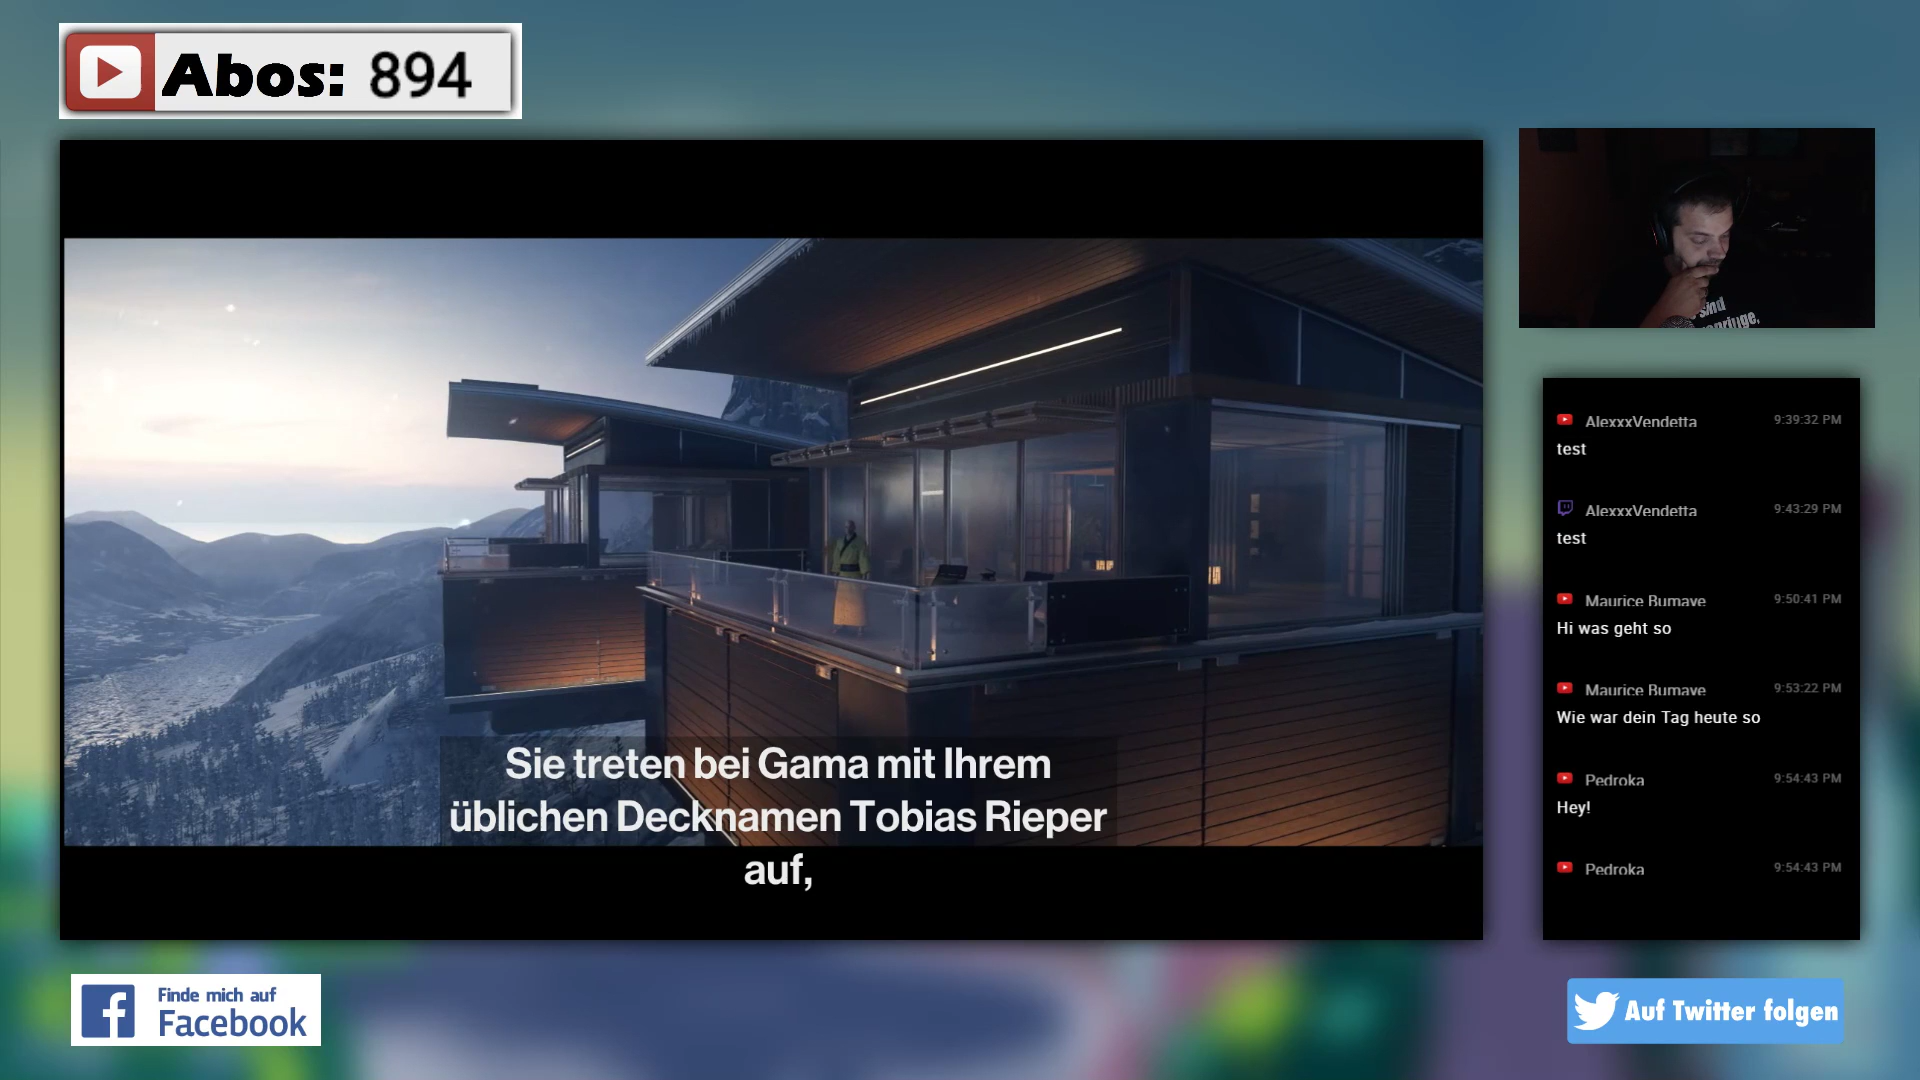 Abos: 894
Sie treten bei Gama mit Ihrem
üblichen Decknamen Tobias Rieper
auf,
sind
AlexxxVendetta 9:39:32 PM
test
AlexxxVendetta 9:43:29 PM
test
Maurice Bumaye 9:50:41 PM
Hi was geht so
Maurice Bumaye 9:53:22 PM
Wie war dein Tag heute so
Pedroka 9:54:43 PM
Hey!
Pedroka 9:54:43 PM
Finde mich auf
Facebook
Auf Twitter folgen